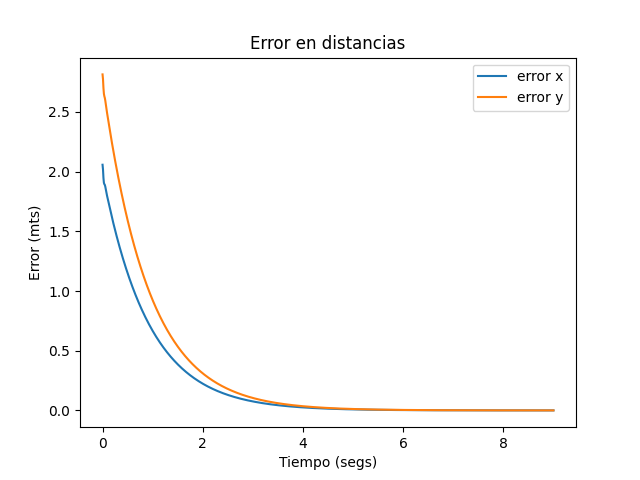 Error en distancias
error x
error y
2.5
2.0
1.5
1.0
0.5
0.0
Error (mts)
0 2 4 6 8
Tiempo (segs)